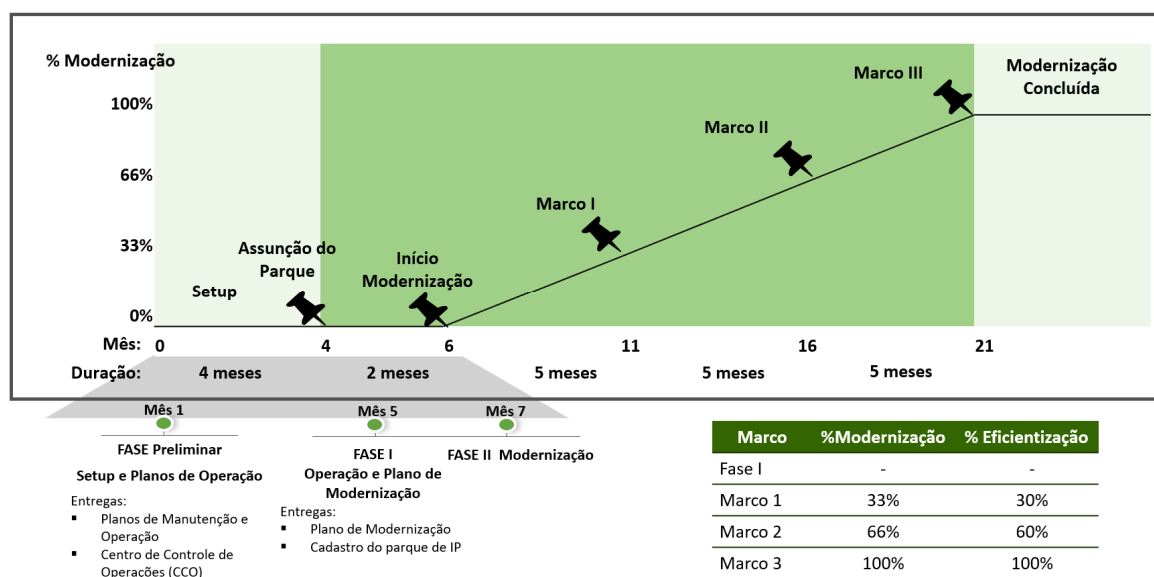 % Modernização
100%
66%
33%
0%
Setup
Assunção do
Parque
Início
Modernização
Marco I
Marco II
Marco III
Modernização
Concluída
Mês: 0 4 6 11 16 21
Duração: 4 meses 2 meses 5 meses 5 meses 5 meses
Mês 1
FASE Preliminar
Setup e Planos de Operação
Entregas:
▪ Planos de Manutenção e
Operação
▪ Centro de Controle de
Operações (CCO)
Mês 5
FASE I
Operação e Plano de
Modernização
Entregas:
▪ Plano de Modernização
▪ Cadastro do parque de IP
Mês 7
FASE II Modernização
Marco %Modernização % Eficientização
Fase I - -
Marco 1 33% 30%
Marco 2 66% 60%
Marco 3 100% 100%